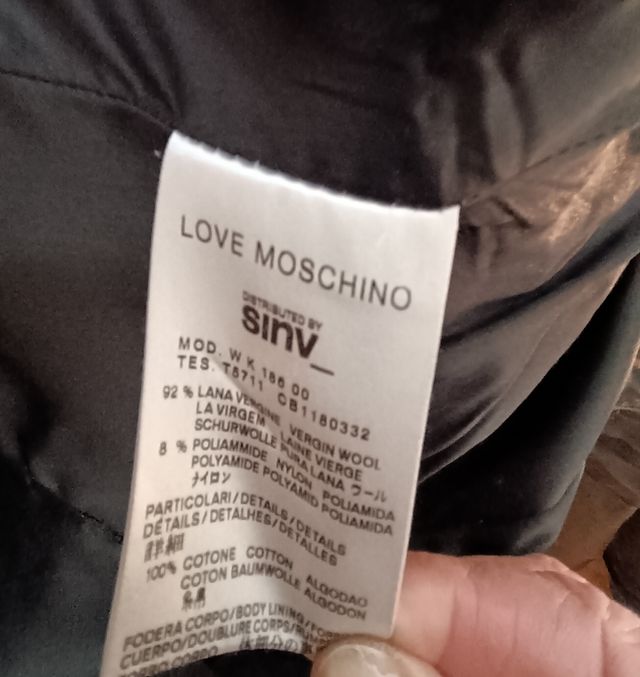 LOVE MOSCHINO
DISTRIBUTED BY
sinv_
MOD. WK 186 00
TES. T8711 CB1180332
92 % LANA VERGINE VERGIN WOOL
LA VIRGEM LAINE VIERGE
SCHURWOLLE PURA LANA ウール
8 % POLIAMMIDE NYLON POLIAMIDA
POLYAMIDE POLYAMID POLIAMIDA
ナイロン
PARTICOLARI/DETAILS/DETAILS
DÉTAILS/DETALHES/DETALLES
詳細
100% COTONE COTTON ALGODAO
COTON BAUMWOLLE ALGODON
FODERA CORPO/BODY LINING/
CUERPO/DOUBLURE CORPS/